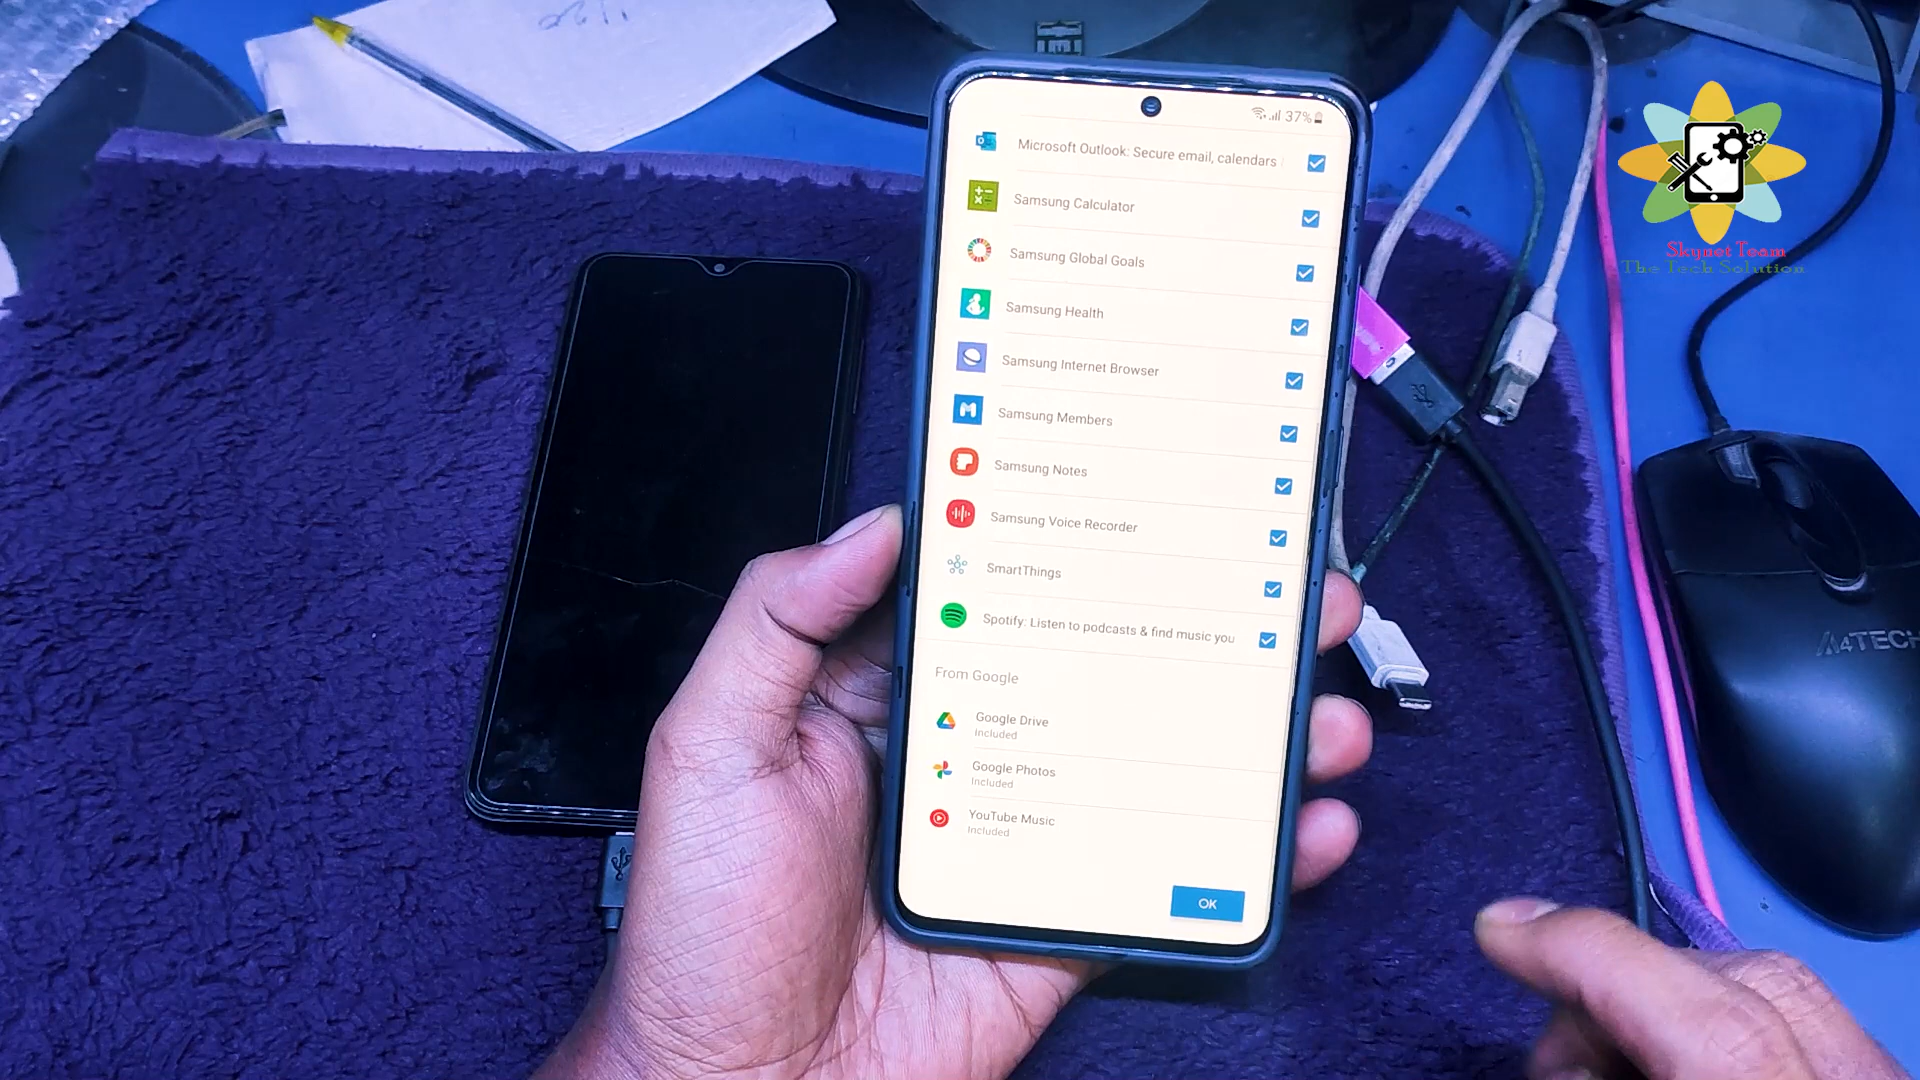 37%
Microsoft Outlook: Secure email, calendars
Samsung Calculator
Samsung Global Goals
Samsung Health
Samsung Internet Browser
Samsung Members
Samsung Notes
Samsung Voice Recorder
SmartThings
Spotify: Listen to podcasts & find music you
From Google
Google Drive
Included
Google Photos
Included
YouTube Music
Included
OK
Skynet Team
The Tech Solution
A4TECH